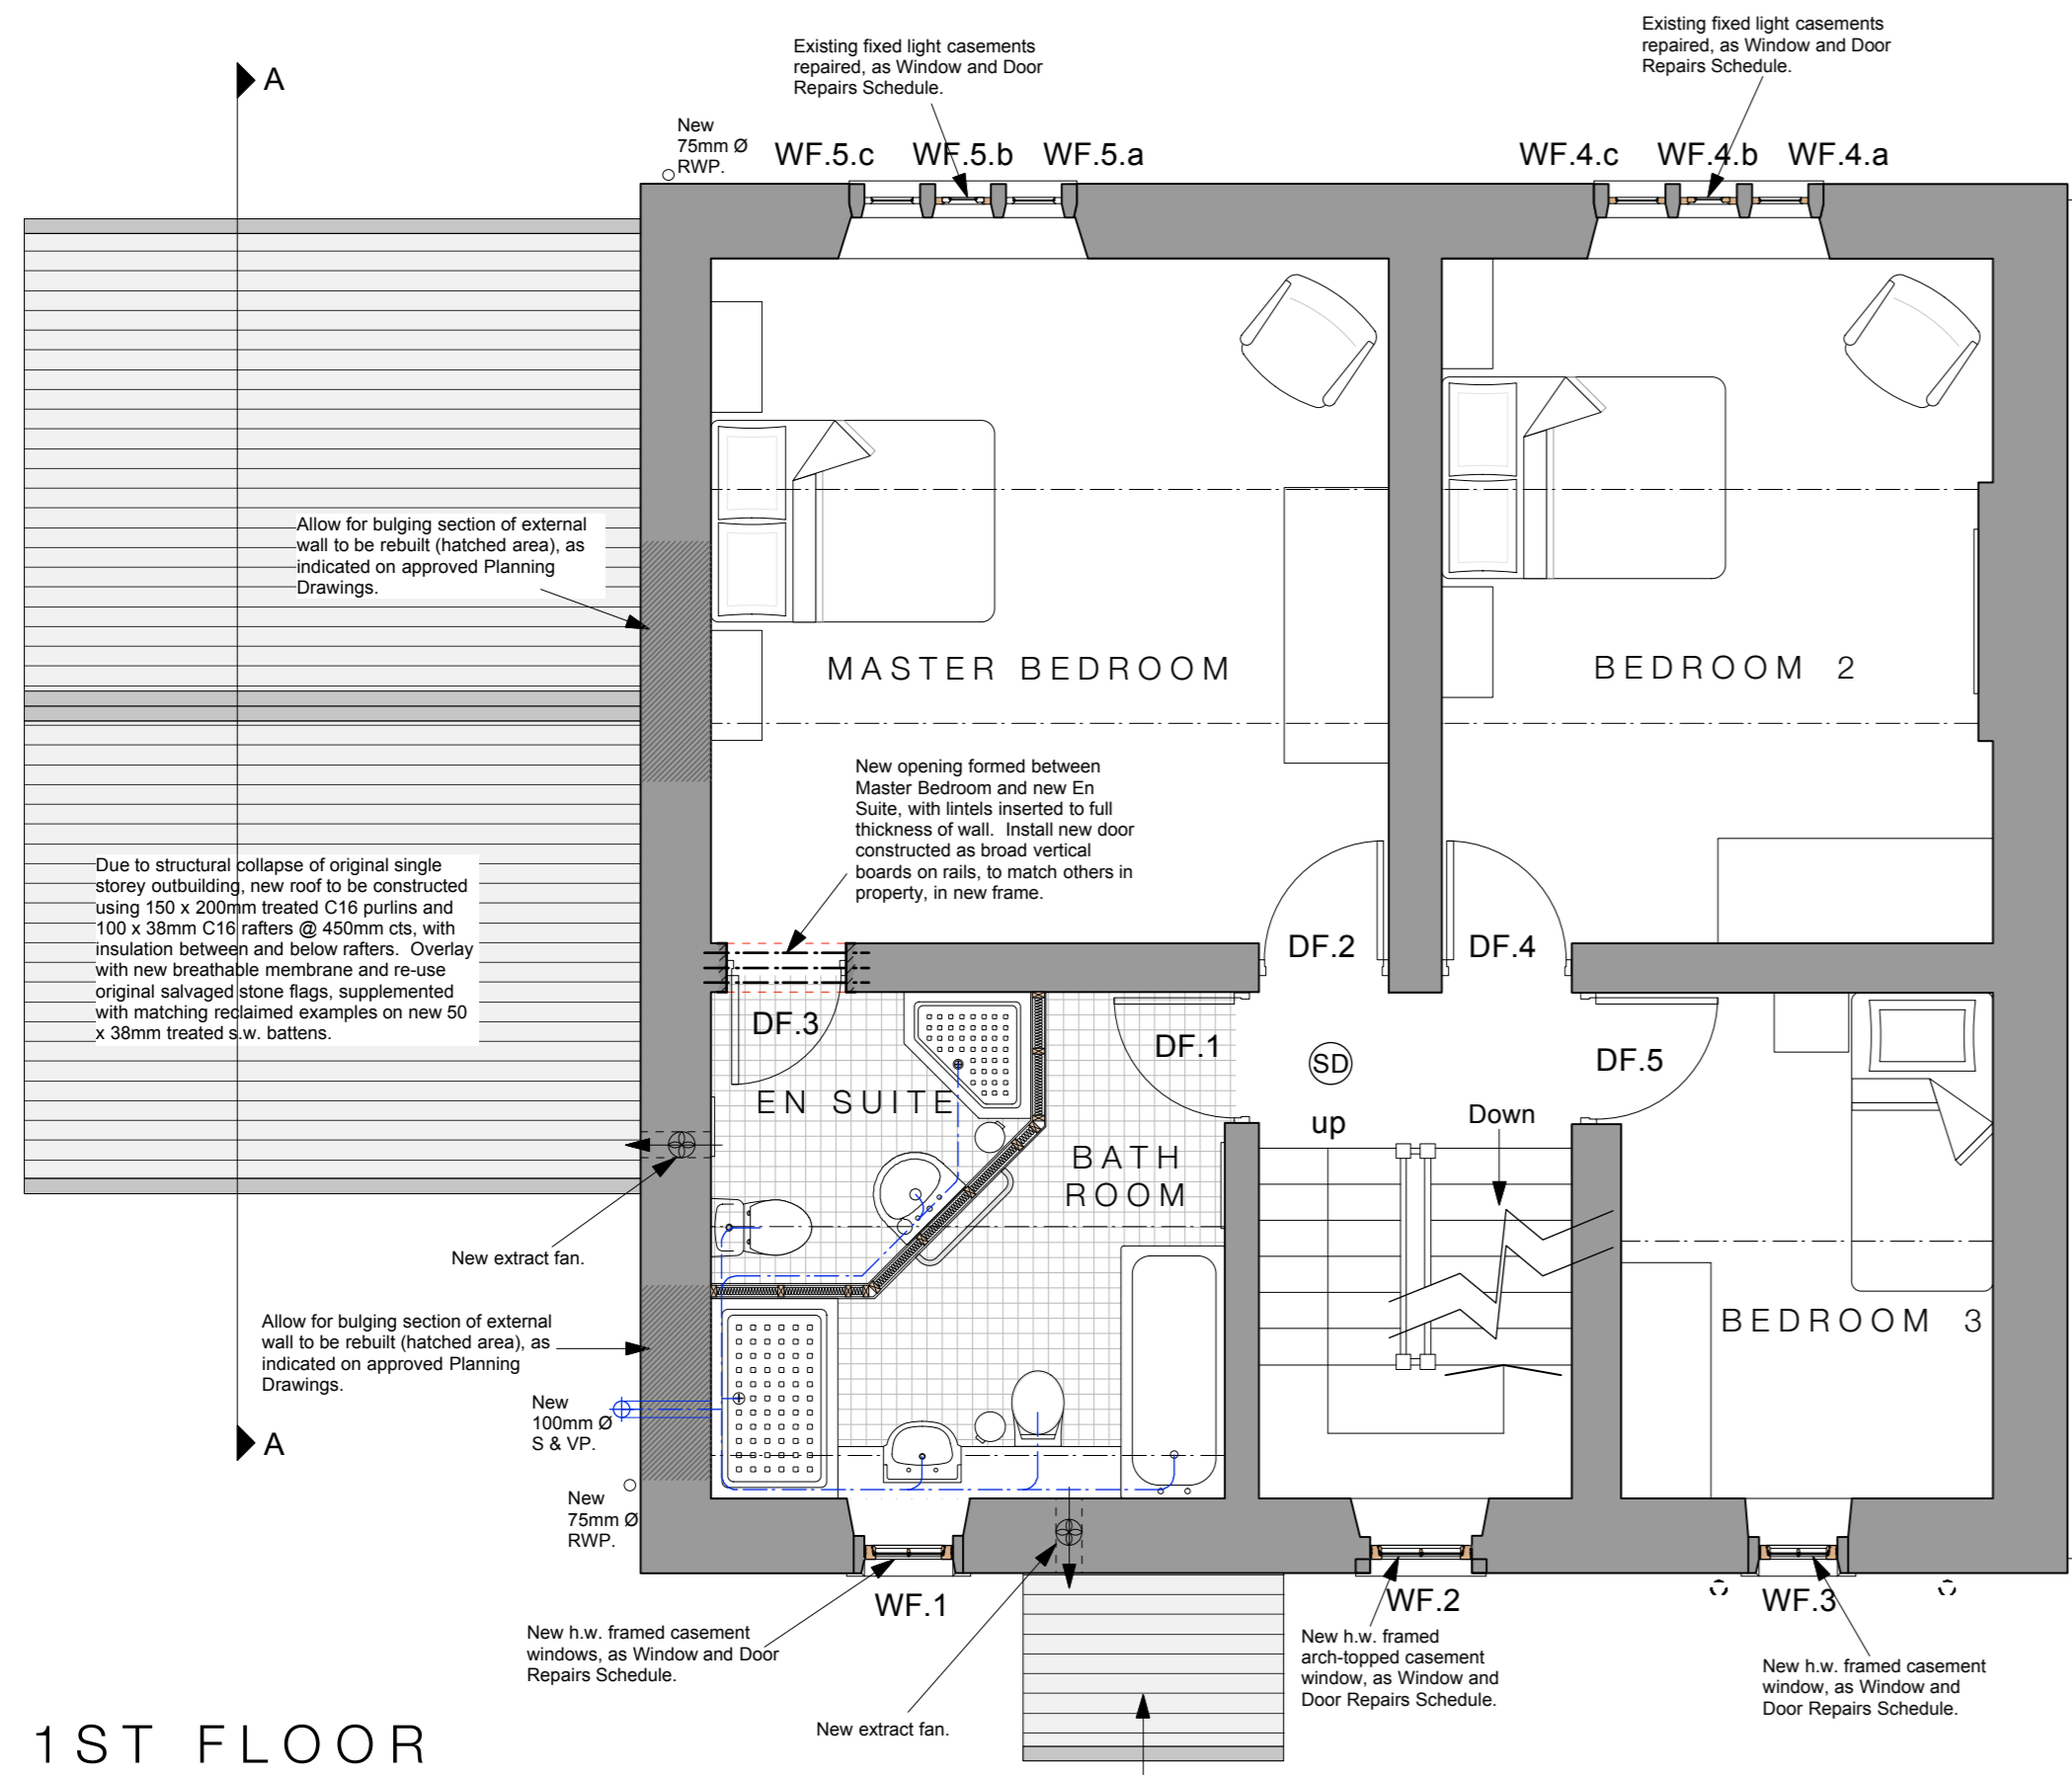 Existing fixed light casements
repaired, as Window and Door
Repairs Schedule.
Existing fixed light casements
repaired, as Window and Door
Repairs Schedule.
A
New
75mm Ø
RWP.
WF.5.c
WF.5.b
WF.5.a
WF.4.c
WF.4.b
WF.4.a
Allow for bulging section of external
wall to be rebuilt (hatched area), as
indicated on approved Planning
Drawings.
MASTER BEDROOM
BEDROOM 2
New opening formed between
Master Bedroom and new En
Suite, with lintels inserted to full
thickness of wall. Install new door
constructed as broad vertical
boards on rails, to match others in
property, in new frame.
Due to structural collapse of original single
storey outbuilding, new roof to be constructed
using 150 x 200mm treated C16 purlins and
100 x 38mm C16 rafters @ 450mm cts, with
insulation between and below rafters. Overlay
with new breathable membrane and re-use
original salvaged stone flags, supplemented
with matching reclaimed examples on new 50
x 38mm treated s.w. battens.
DF.2
DF.4
DF.3
DF.1
SD
DF.5
EN SUITE
up
Down
BATH
ROOM
New extract fan.
Allow for bulging section of external
wall to be rebuilt (hatched area), as
indicated on approved Planning
Drawings.
BEDROOM 3
New
100mm Ø
S & VP.
A
New
75mm Ø
RWP.
WF.1
WF.2
WF.3
New h.w. framed casement
windows, as Window and Door
Repairs Schedule.
New h.w. framed
arch-topped casement
window, as Window and
Door Repairs Schedule.
New h.w. framed casement
window, as Window and
Door Repairs Schedule.
New extract fan.
1ST FLOOR